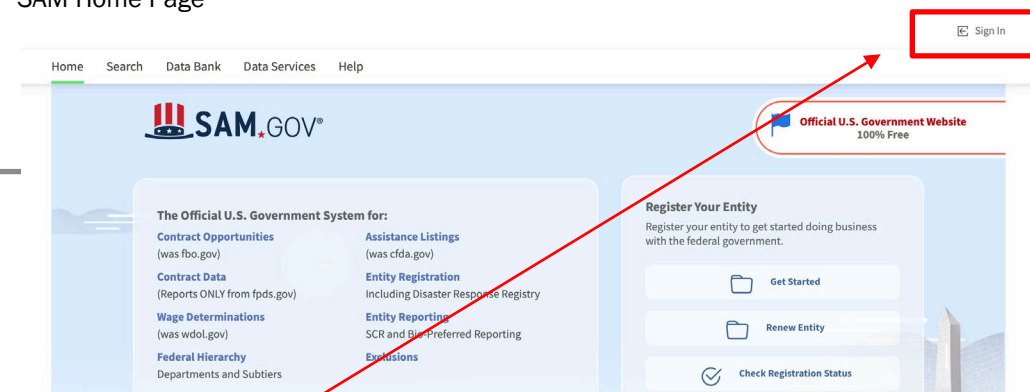 SAM Home Page
Sign In
Home Search Data Bank Data Services Help
SAM.GOV®
Official U.S. Government Website
100% Free
The Official U.S. Government System for:
Contract Opportunities
(was fbo.gov)
Contract Data
(Reports ONLY from fpds.gov)
Wage Determinations
(was wdol.gov)
Federal Hierarchy
Departments and Subtiers
Assistance Listings
(was cfda.gov)
Entity Registration
Including Disaster Response Registry
Entity Reporting
SCR and Bio-Preferred Reporting
Exclusions
Register Your Entity
Register your entity to get started doing business
with the federal government.
Get Started
Renew Entity
Check Registration Status